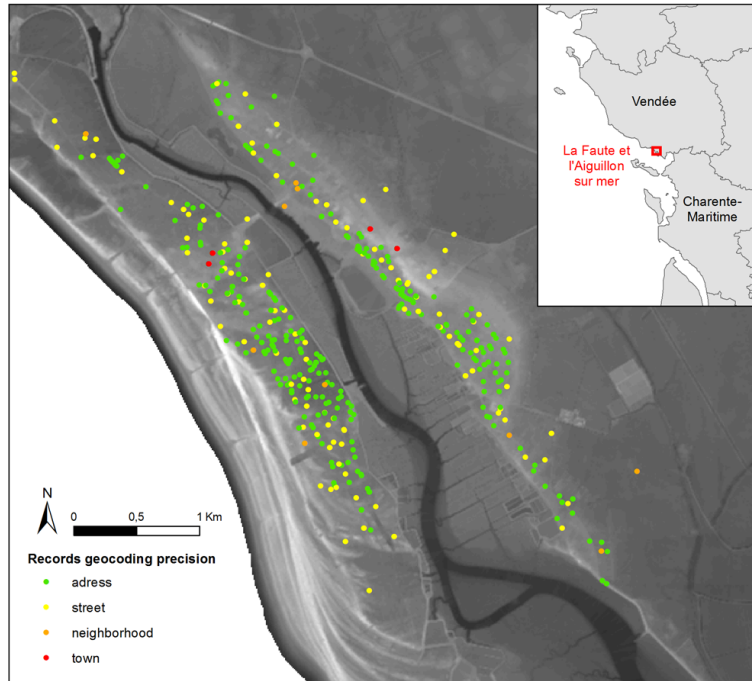 Vendée
La Faute et
l'Aiguillon
sur mer
Charente-
Maritime
N
0 0,5 1 Km
Records geocoding precision
adress
street
neighborhood
town